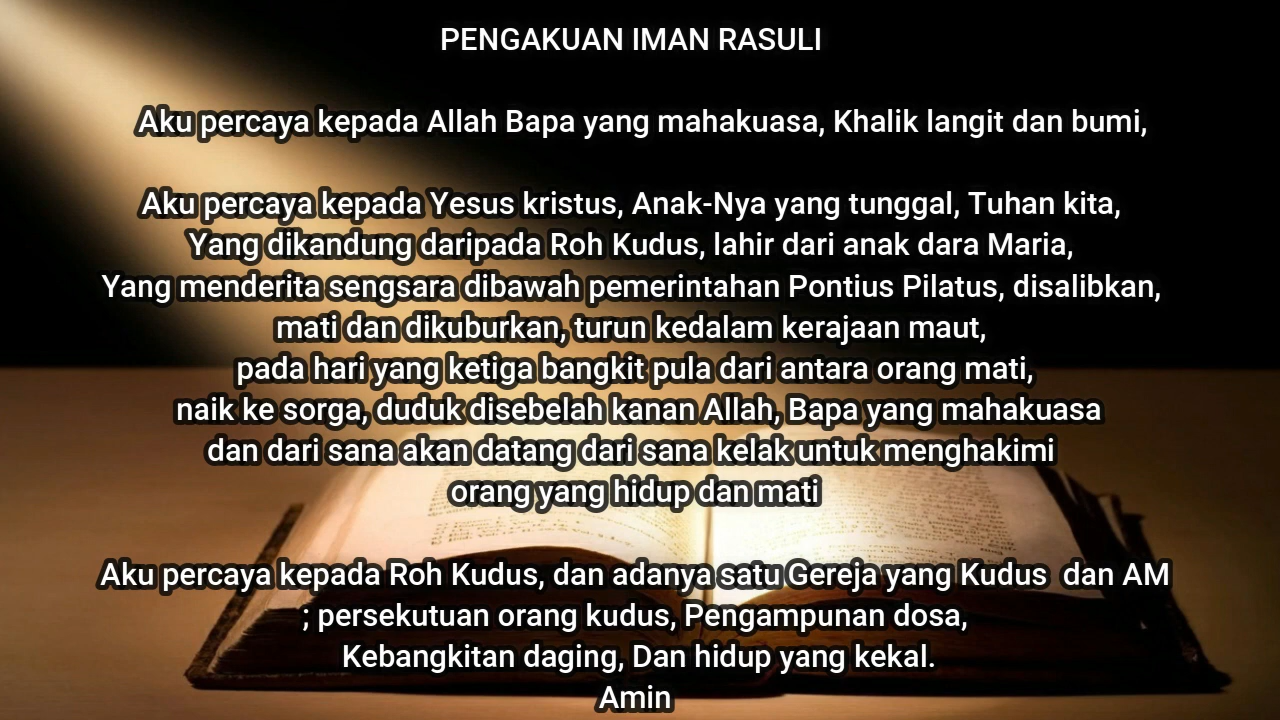 PENGAKUAN IMAN RASULI
Aku percaya kepada Allah Bapa yang mahakuasa, Khalik langit dan bumi,
Aku percaya kepada Yesus kristus, Anak-Nya yang tunggal, Tuhan kita,
Yang dikandung daripada Roh Kudus, lahir dari anak dara Maria,
Yang menderita sengsara dibawah pemerintahan Pontius Pilatus, disalibkan,
mati dan dikuburkan, turun kedalam kerajaan maut,
pada hari yang ketiga bangkit pula dari antara orang mati,
naik ke sorga, duduk disebelah kanan Allah, Bapa yang mahakuasa
dan dari sana akan datang dari sana kelak untuk menghakimi
orang yang hidup dan mati
Aku percaya kepada Roh Kudus, dan adanya satu Gereja yang Kudus  dan AM
; persekutuan orang kudus, Pengampunan dosa,
Kebangkitan daging, Dan hidup yang kekal.
Amin